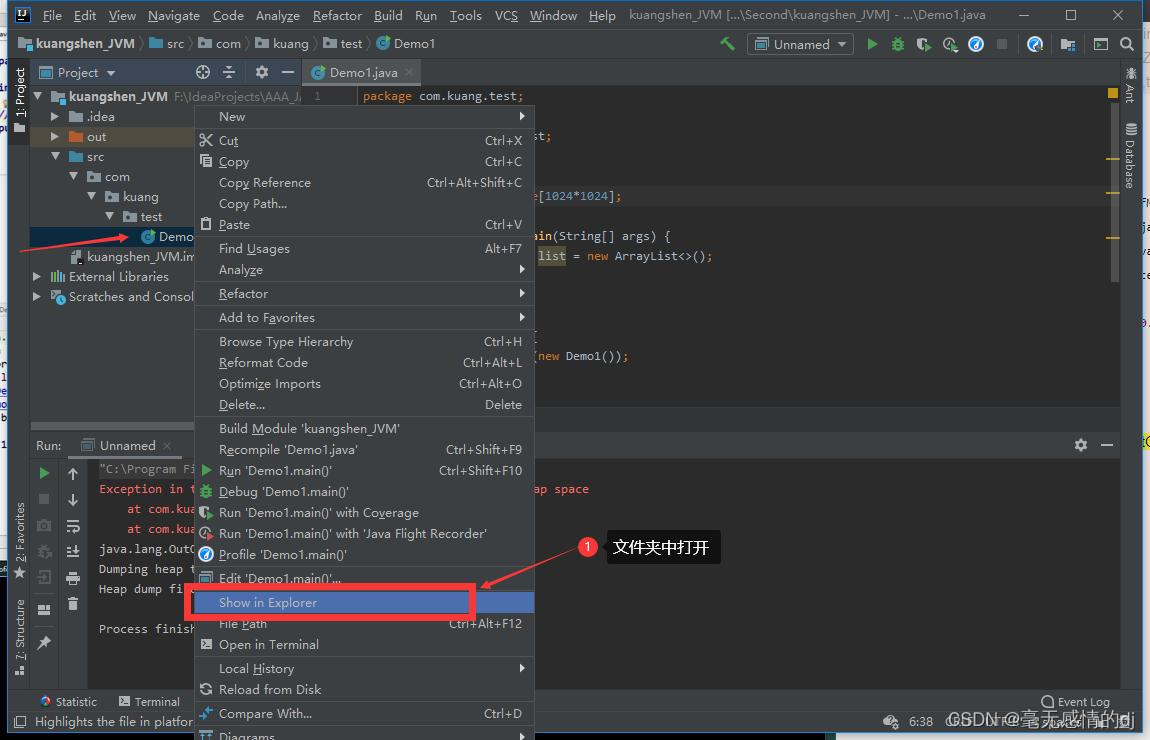 File Edit View Navigate Code Analyze Refactor Build Run Tools VCS Window Help kuangshen_JVM [...\Second\kuangshen_JVM] - ...\Demo1.java
kuangshen_JVM src com kuang test Demo1 Unnamed
1: Project
Project
Demo1.java
Ant
Database
kuangshen_JVM F:\IdeaProjects\AAA_J
.idea
out
src
com
kuang
test
Demo
kuangshen_JVM.im
External Libraries
Scratches and Consol
1 package com.kuang.test;
t;
e[1024*1024];
ain(String[] args) {
list = new ArrayList<>();
(new Demo1());
New
Cut Ctrl+X
Copy Ctrl+C
Copy Reference Ctrl+Alt+Shift+C
Copy Path...
Paste Ctrl+V
Find Usages Alt+F7
Analyze
Refactor
Add to Favorites
Browse Type Hierarchy Ctrl+H
Reformat Code Ctrl+Alt+L
Optimize Imports Ctrl+Alt+O
Delete... Delete
Build Module 'kuangshen_JVM'
Recompile 'Demo1.java' Ctrl+Shift+F9
Run 'Demo1.main()' Ctrl+Shift+F10
Debug 'Demo1.main()'
Run 'Demo1.main()' with Coverage
Run 'Demo1.main()' with 'Java Flight Recorder'
Profile 'Demo1.main()'
Edit 'Demo1.main()'...
Show in Explorer
File Path Ctrl+Alt+F12
Open in Terminal
Local History
Reload from Disk
Compare With... Ctrl+D
Diagrams
1 文件夹中打开
Run: Unnamed
"C:\Program Fi
Exception in t
ap space
at com.kua
at com.kua
java.lang.OutO
Dumping heap t
Heap dump fi
Process finish
2: Favorites
7: Structure
Statistic Terminal Event Log
Highlights the file in platfor 6:38
CSDN @毫无感情的dj